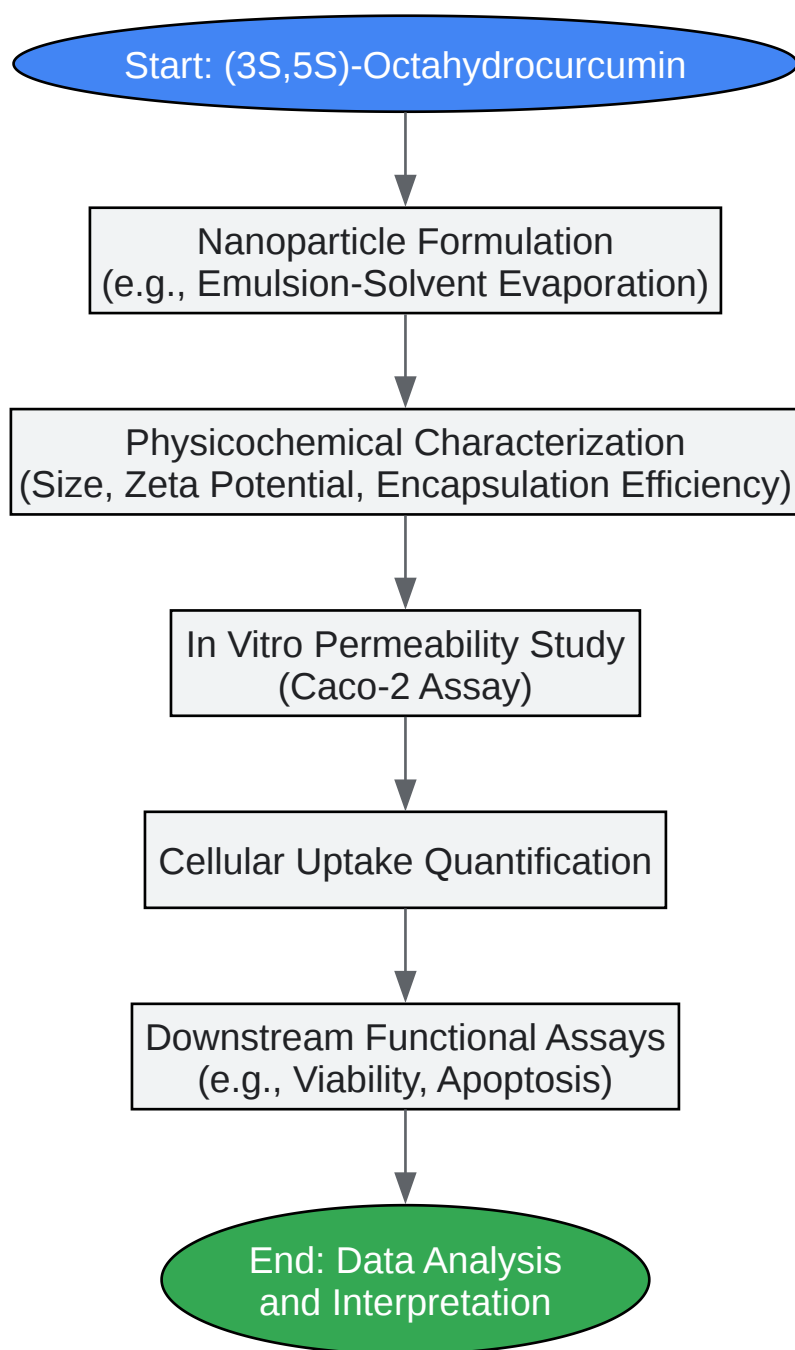 Start: (3S,5S)-Octahydrocurcumin
Nanoparticle Formulation
(e.g., Emulsion-Solvent Evaporation)
Physicochemical Characterization
(Size, Zeta Potential, Encapsulation Efficiency)
In Vitro Permeability Study
(Caco-2 Assay)
Cellular Uptake Quantification
Downstream Functional Assays
(e.g., Viability, Apoptosis)
End: Data Analysis
and Interpretation